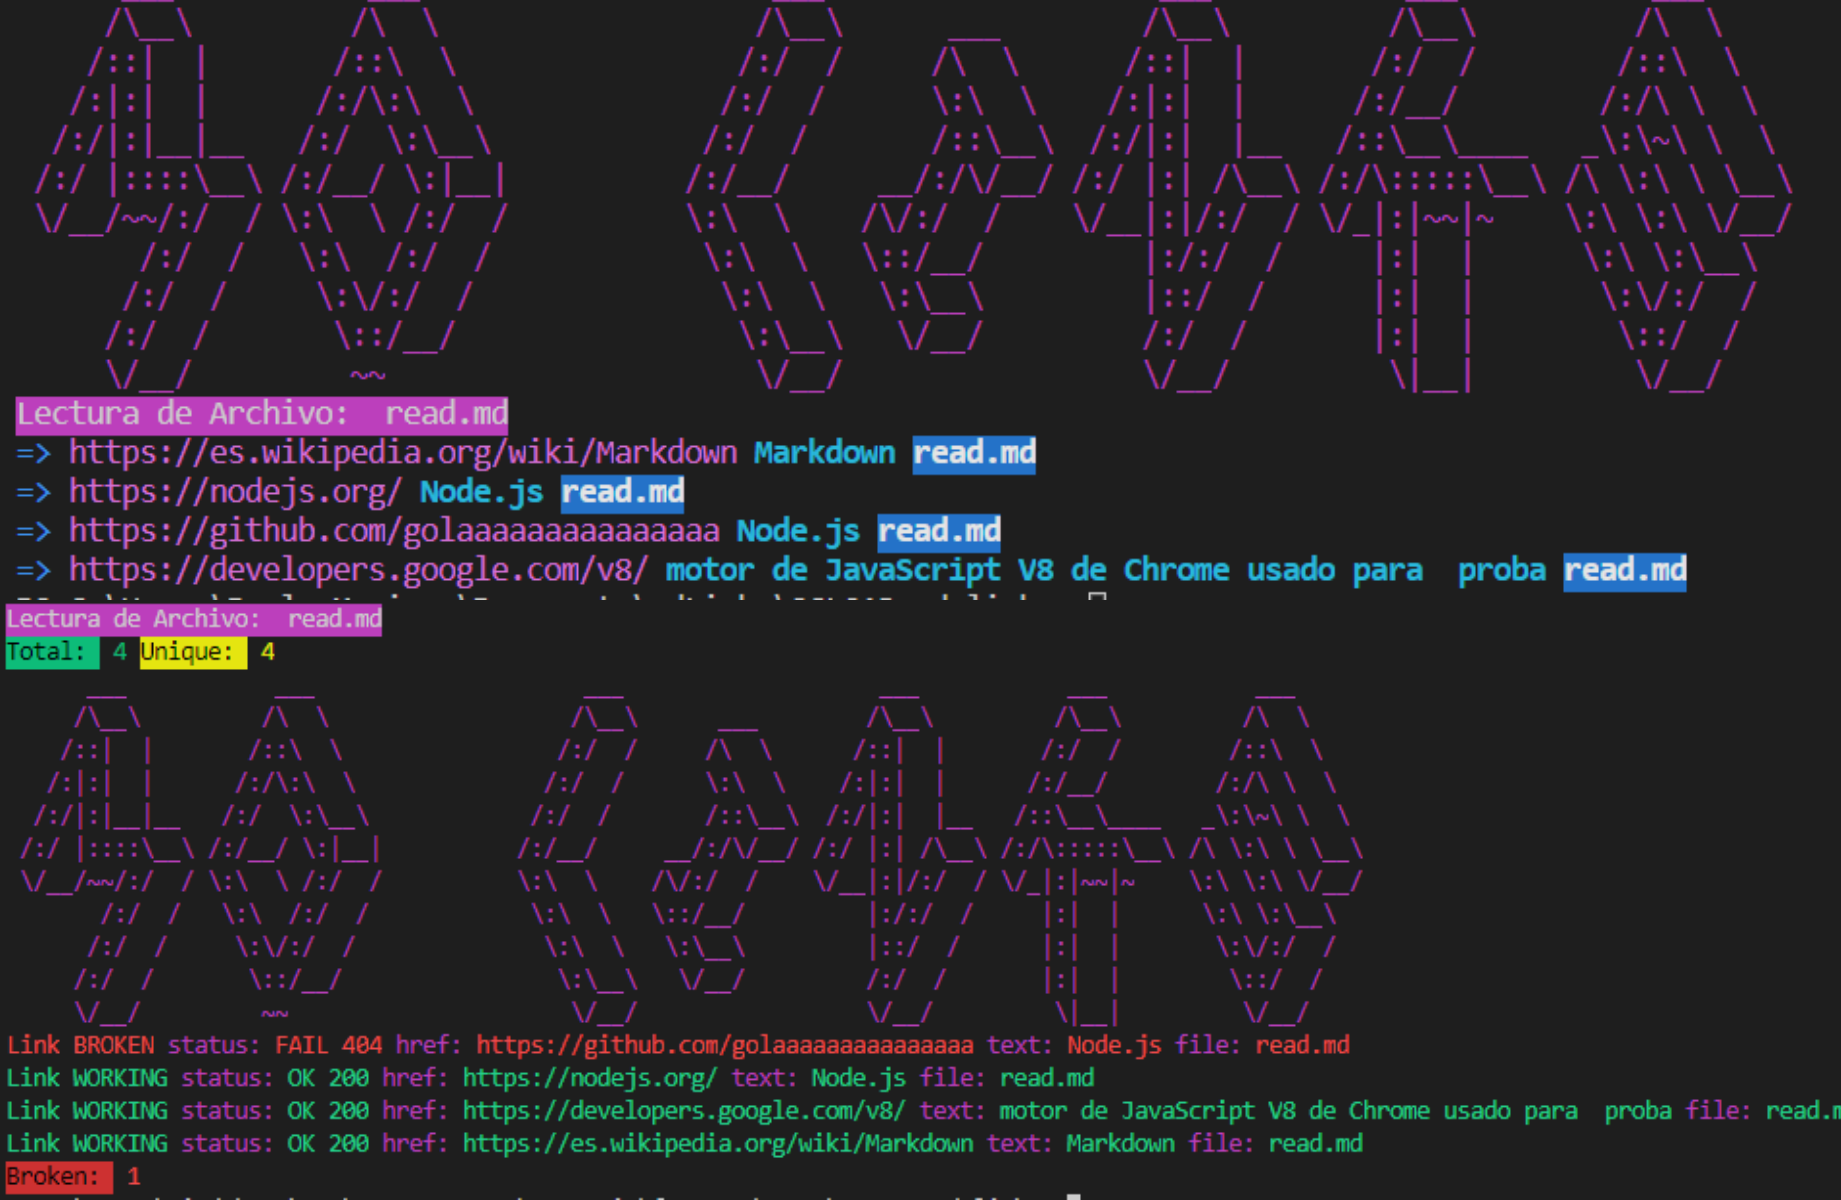 MD LINKS
Lectura de Archivo:  read.md
=> https://es.wikipedia.org/wiki/Markdown Markdown read.md
=> https://nodejs.org/ Node.js read.md
=> https://github.com/golaaaaaaaaaaaaaaa Node.js read.md
=> https://developers.google.com/v8/ motor de JavaScript V8 de Chrome usado para  proba read.md
Lectura de Archivo:  read.md
Total:  4 Unique:  4
MD LINKS
Link BROKEN status: FAIL 404 href: https://github.com/golaaaaaaaaaaaaaaa text: Node.js file: read.md
Link WORKING status: OK 200 href: https://nodejs.org/ text: Node.js file: read.md
Link WORKING status: OK 200 href: https://developers.google.com/v8/ text: motor de JavaScript V8 de Chrome usado para  proba file: read.m
Link WORKING status: OK 200 href: https://es.wikipedia.org/wiki/Markdown text: Markdown file: read.md
Broken:  1